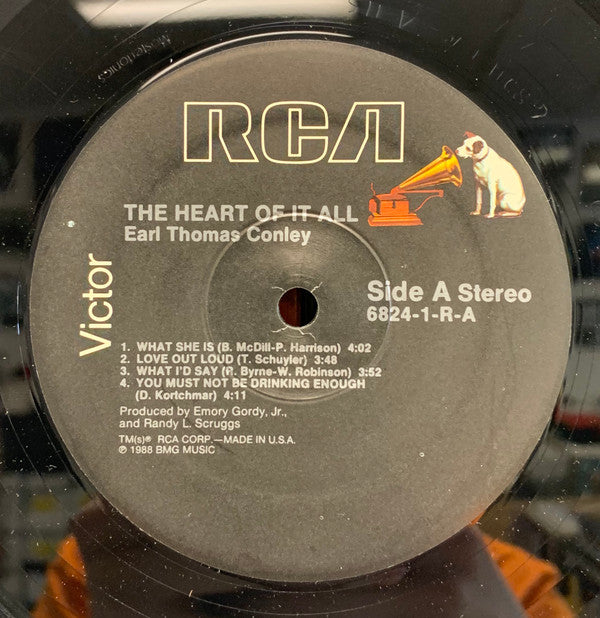 RCA
THE HEART OF IT ALL
Earl Thomas Conley
Victor
Side A Stereo
6824-1-R-A
1. WHAT SHE IS (B. McDill-P. Harrison) 4:02
2. LOVE OUT LOUD (T. Schuyler) 3:48
3. WHAT I'D SAY (R. Byrne-W. Robinson) 3:52
4. YOU MUST NOT BE DRINKING ENOUGH
(D. Kortchmar) 4:11
Produced by Emory Gordy, Jr.,
and Randy L. Scruggs
TM(s)® RCA CORP.—MADE IN U.S.A.
℗ 1988 BMG MUSIC